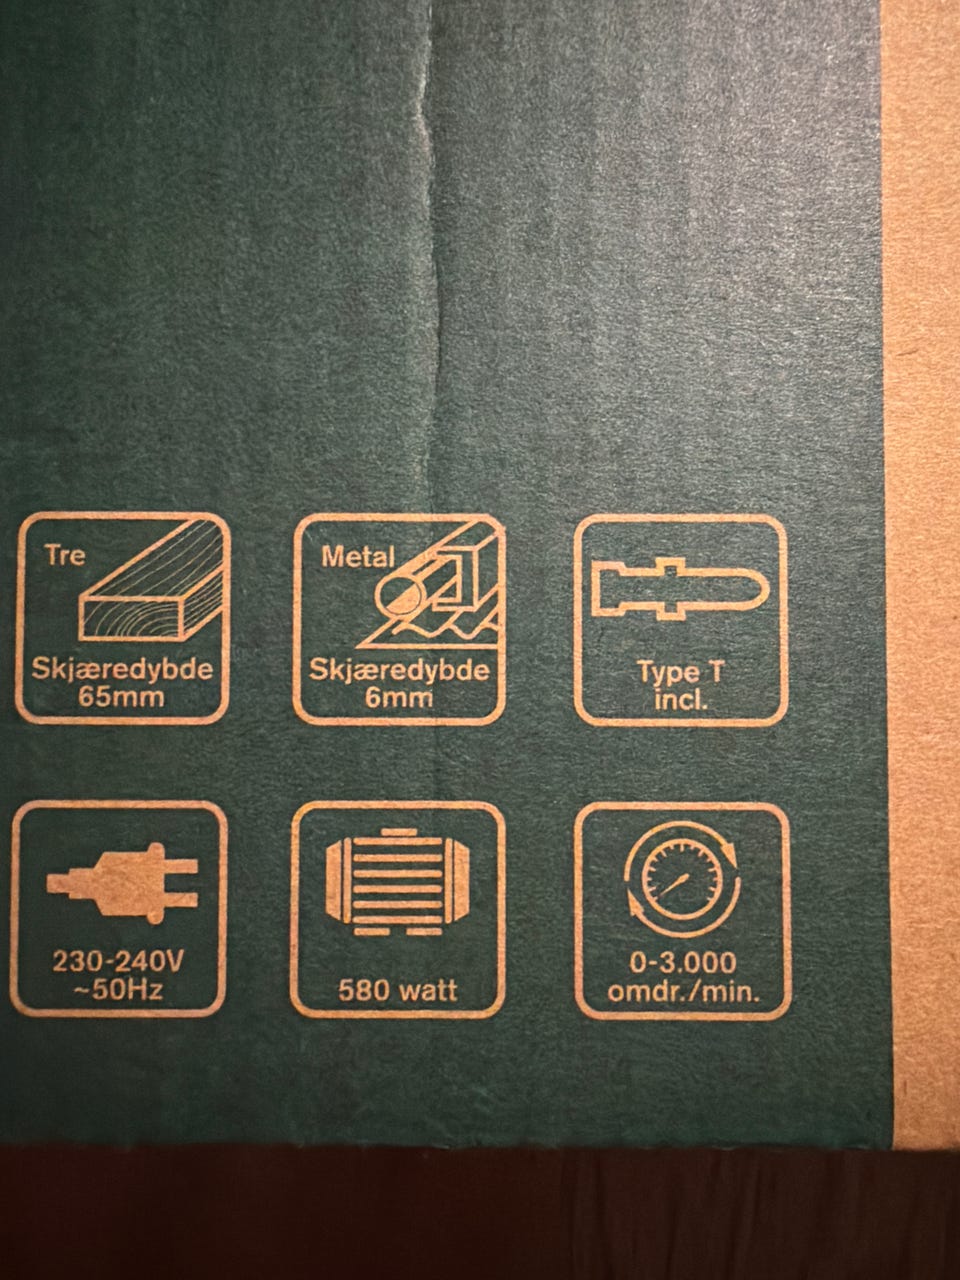 Tre
Skjæredybde
65mm
Metal
Skjæredybde
6mm
Type T
incl.
230-240V
~50Hz
580 watt
0-3.000
omdr./min.